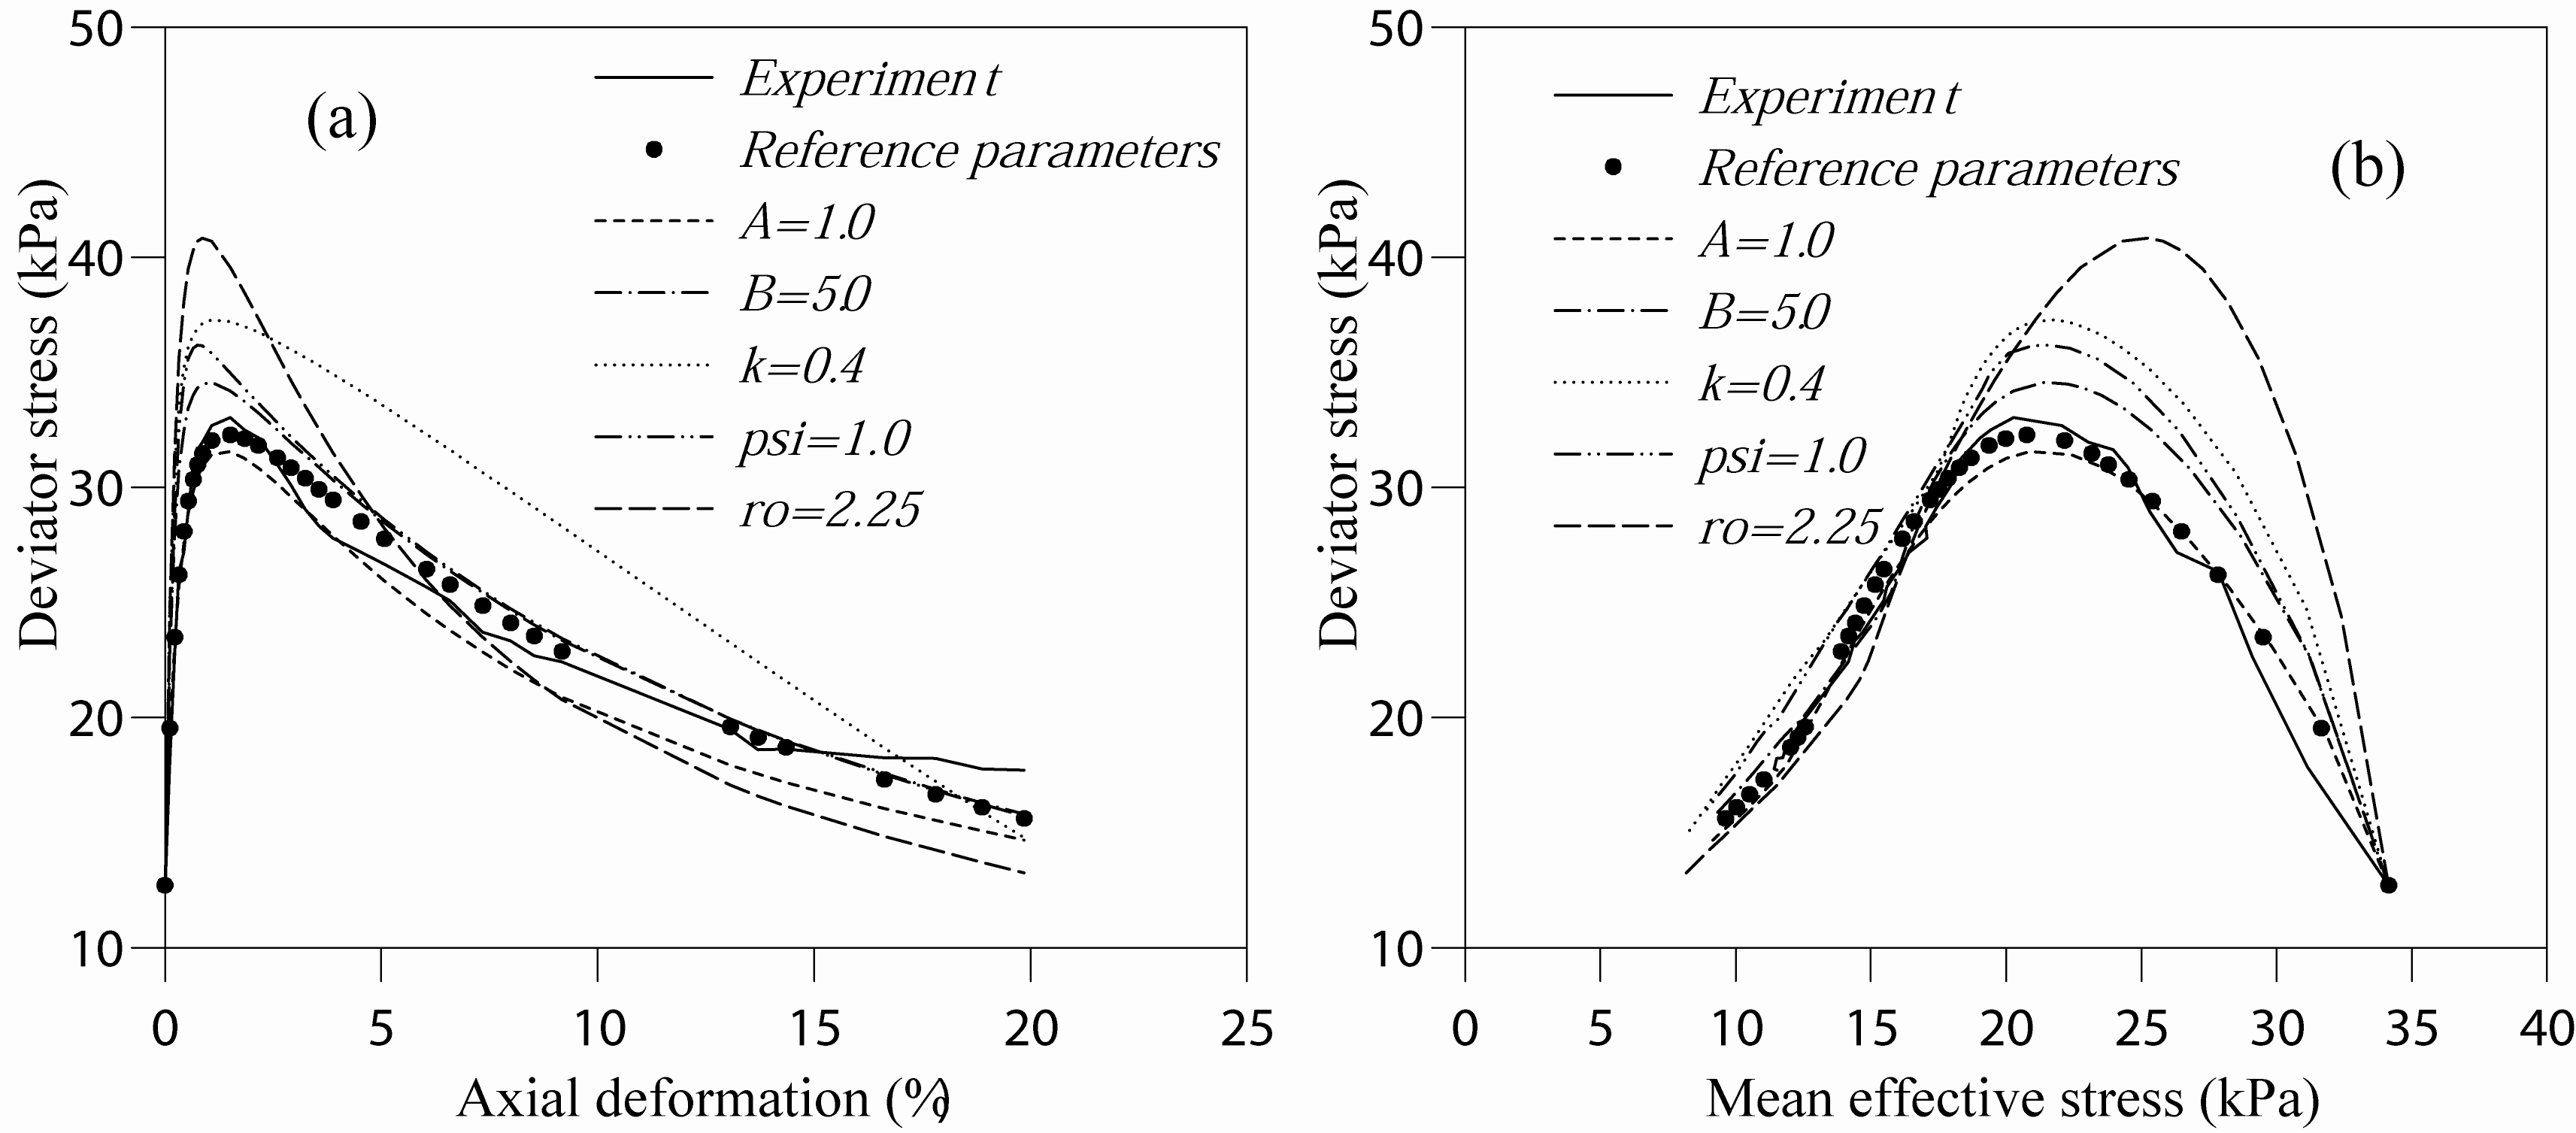 50
40
30
20
10
0 5 10 15 20 25
Deviator stress (kPa)
Axial deformation (%)
(a)
Experiment
Reference parameters
A=1.0
B=5.0
k=0.4
psi=1.0
ro=2.25
50
40
30
20
10
0 5 10 15 20 25 30 35 40
Deviator stress (kPa)
Mean effective stress (kPa)
(b)
Experiment
Reference parameters
A=1.0
B=5.0
k=0.4
psi=1.0
ro=2.25